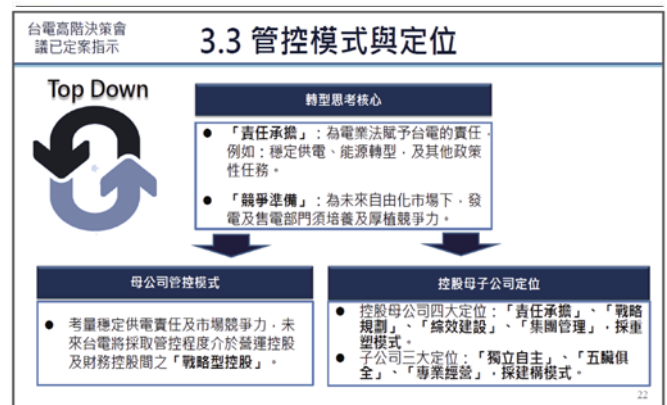 台電高階決策會
議已定案指示
3.3 管控模式與定位
Top Down
轉型思考核心
● 「責任承擔」：為電業法賦予台電的責任，
例如：穩定供電、能源轉型，及其他政策
性任務。
● 「競爭準備」：為未來自由化市場下，發
電及售電部門須培養及厚植競爭力。
母公司管控模式
● 考量穩定供電責任及市場競爭力，未
來台電將採取管控程度介於營運控股
及財務控股間之「戰略型控股」。
控股母子公司定位
● 控股母公司四大定位：「責任承擔」、「戰略
規劃」、「綜效建設」、「集團管理」，採重
塑模式。
● 子公司三大定位：「獨立自主」、「五臟俱
全」、「專業經營」，採建構模式。
22